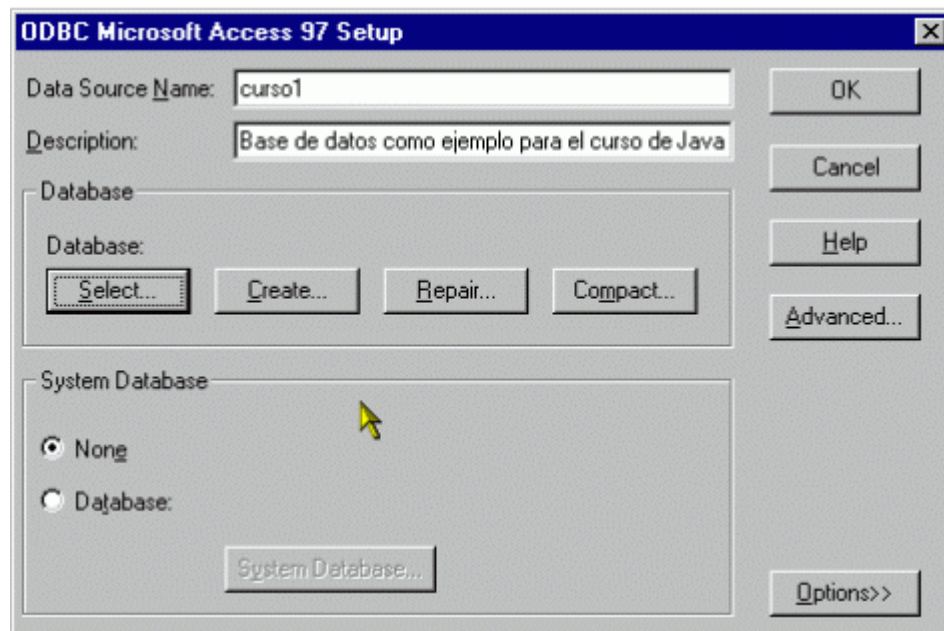 ODBC Microsoft Access 97 Setup
Data Source Name: curso1
OK
Description: Base de datos como ejemplo para el curso de Java
Cancel
Database
Database:
Select... Create... Repair... Compact...
Help
Advanced...
System Database
None
Database:
System Database...
Options>>